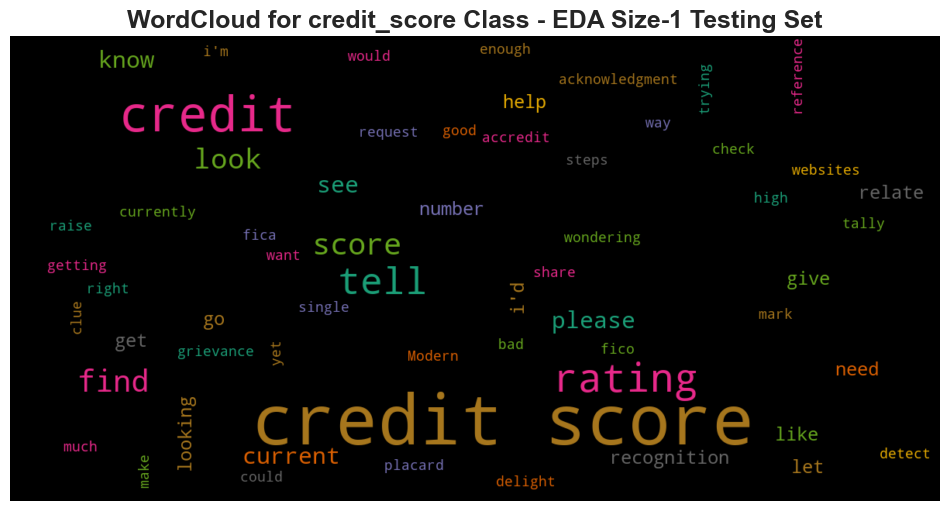 WordCloud for credit_score Class - EDA Size-1 Testing Set
know
i'm
would
enough
acknowledgment
trying
reference
credit
help
request
good
accredit
way
look
steps
check
websites
see
relate
currently
number
high
raise
tally
fica
score
wondering
want
getting
tell
share
right
i'd
give
clue
single
go
please
mark
get
grievance
yet
Modern
bad
fico
find
rating
need
looking
credit score
like
much
current
placard
recognition
let
detect
make
could
delight